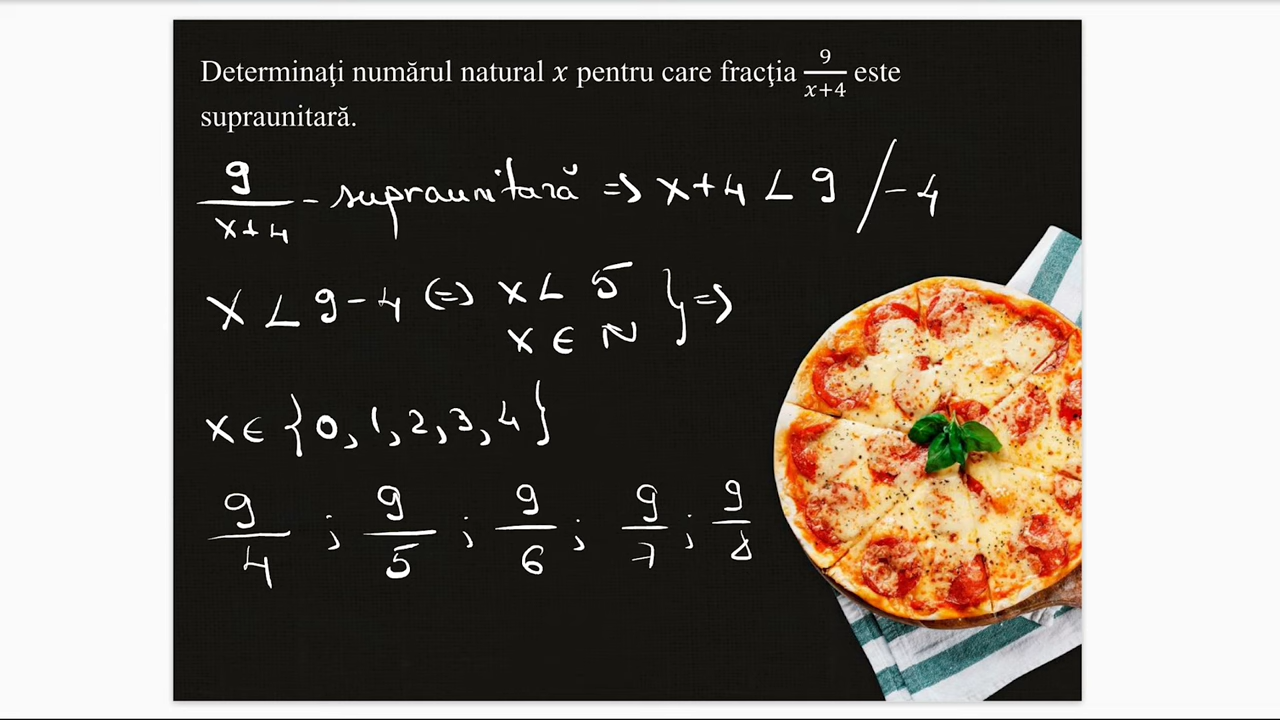 Determinaţi numărul natural x pentru care fracţia 9/(x+4) este
supraunitară.
9/(x+4) - supraunitară => x+4 < 9 / -4
x < 9-4 (=> x < 5 } =>
x ∈ N
x ∈ {0, 1, 2, 3, 4}
9/4 ; 9/5 ; 9/6 ; 9/7 ; 9/8